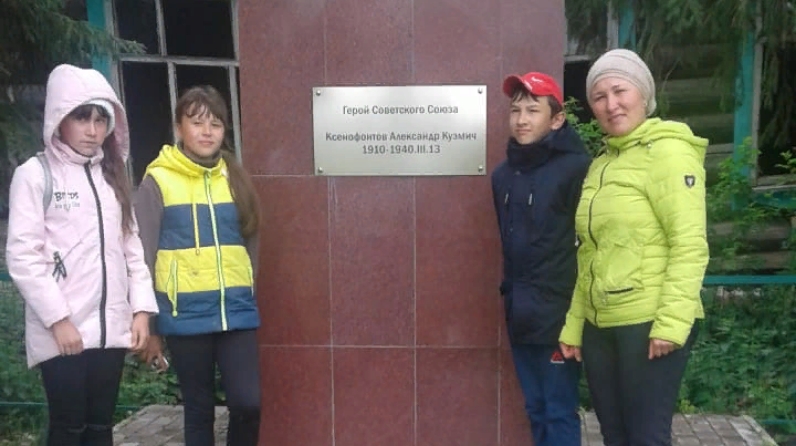 Герой Советского Союза
Ксенофонтов Александр Кузмич
1910-1940.III.13